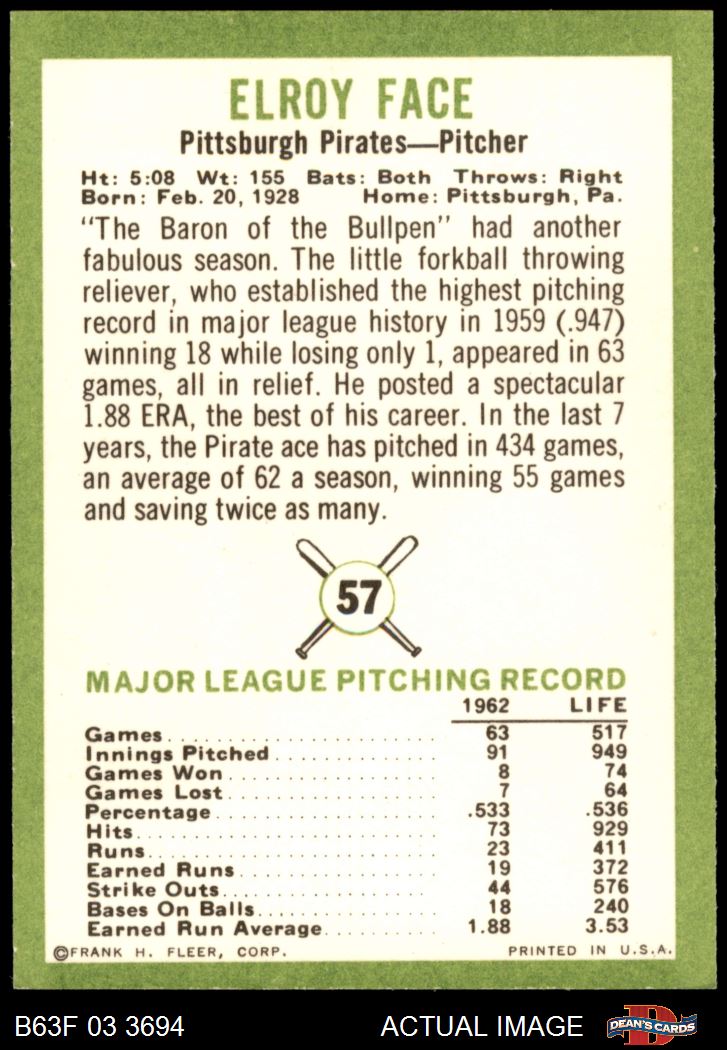 ELROY FACE
Pittsburgh Pirates—Pitcher
Ht: 5:08 Wt: 155 Bats: Both Throws: Right
Born: Feb. 20, 1928 Home: Pittsburgh, Pa.
"The Baron of the Bullpen" had another
fabulous season. The little forkball throwing
reliever, who established the highest pitching
record in major league history in 1959 (.947)
winning 18 while losing only 1, appeared in 63
games, all in relief. He posted a spectacular
1.88 ERA, the best of his career. In the last 7
years, the Pirate ace has pitched in 434 games,
an average of 62 a season, winning 55 games
and saving twice as many.
57
MAJOR LEAGUE PITCHING RECORD
1962 LIFE
Games 63 517
Innings Pitched 91 949
Games Won 8 74
Games Lost 7 64
Percentage .533 .536
Hits 73 929
Runs 23 411
Earned Runs 19 372
Strike Outs 44 576
Bases On Balls 18 240
Earned Run Average 1.88 3.53
©FRANK H. FLEER, CORP. PRINTED IN U.S.A.
B63F 03 3694 ACTUAL IMAGE D DEAN'S CARDS